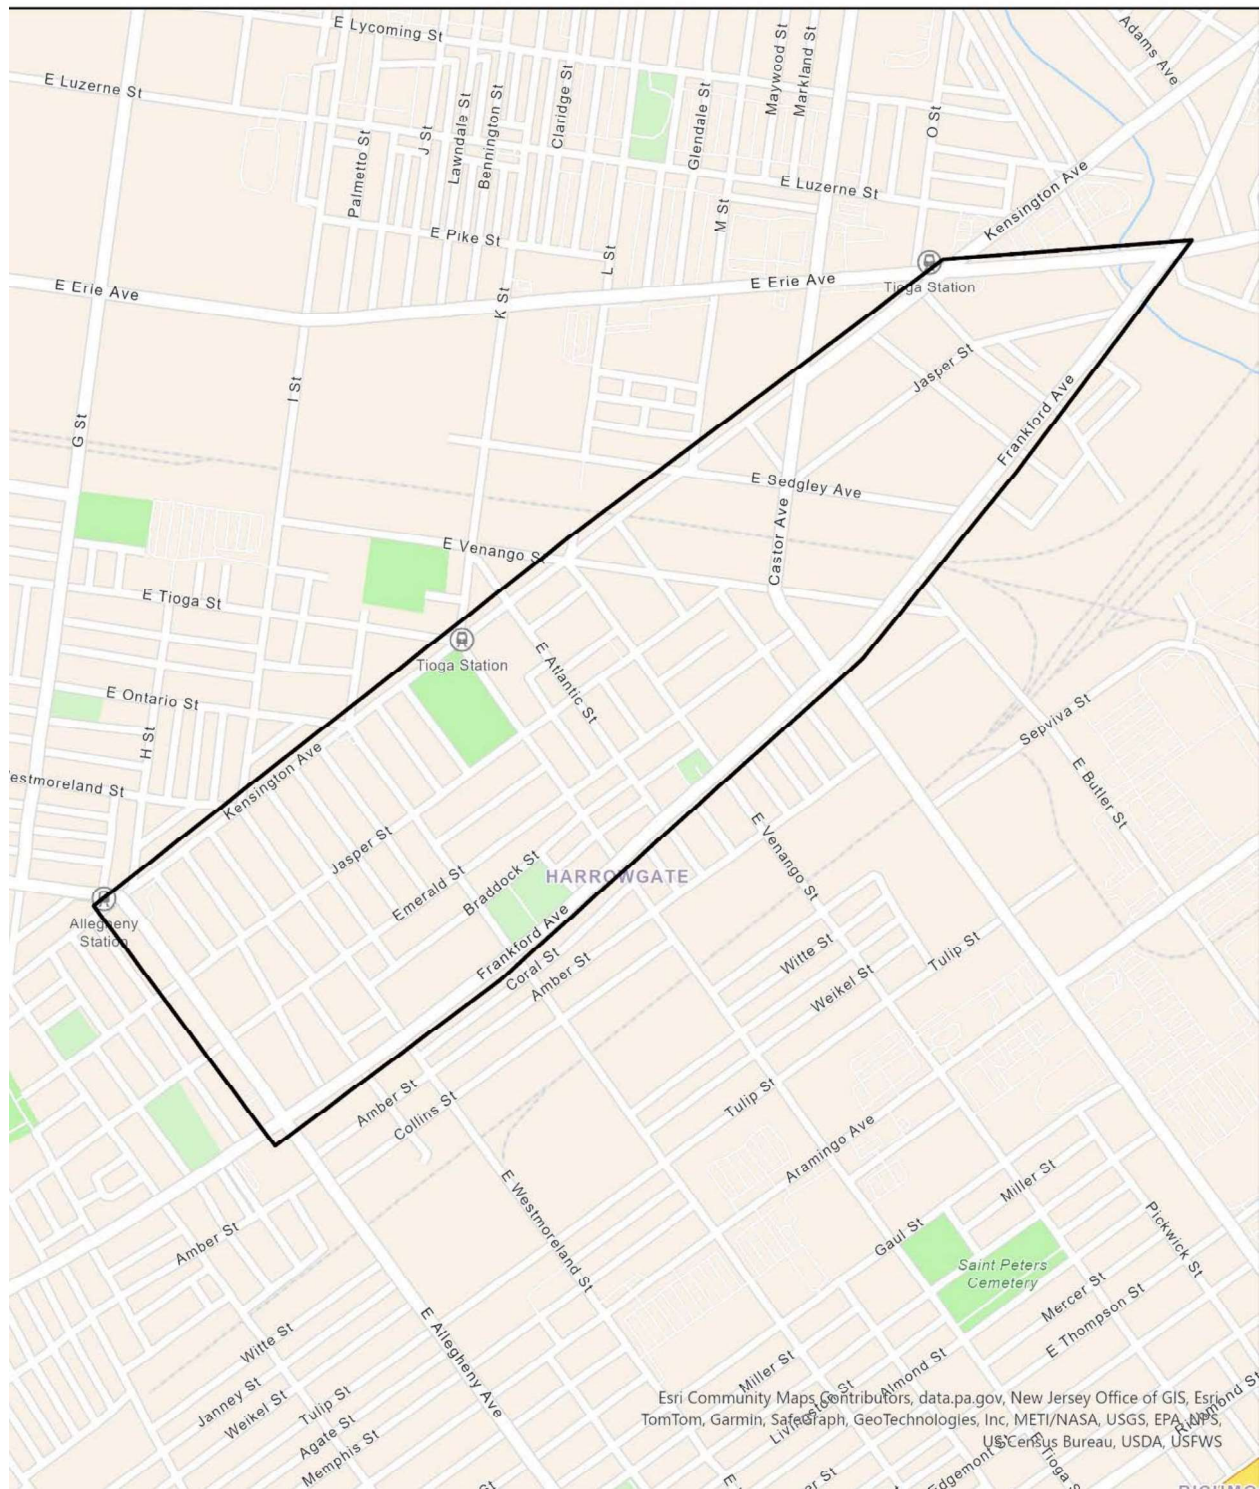 E Lycoming St
Adams Ave
E Luzerne St
Maywood St
Markland St
Claridge St
Glendale St
O St
J St
Lawndale St
Bennington St
Palmetto St
E Luzerne St
Kensington Ave
M St
E Pike St
L St
E Erie Ave
E Erie Ave
Tioga Station
K St
I St
Jasper St
G St
Frankford Ave
E Sedgley Ave
Castor Ave
E Venango St
E Tioga St
Tioga Station
E Atlantic St
E Ontario St
H St
Sepviva St
Kensington Ave
estmoreland St
E Butler St
Jasper St
E Venango St
Braddock St
HARROWGATE
Emerald St
Allegheny
Station
Frankford Ave
Coral St
Amber St
Witte St
Tulip St
Weikel St
Amber St
Collins St
Tulip St
Aramingo Ave
Miller St
E Westmoreland St
Pickwick St
Gaul St
Amber St
Saint Peters
Cemetery
Mercer St
E Thompson St
Witte St
E Allegheny Ave
Miller St
Almond St
Janney St
Weikel St
Tulip St
Agate St
Memphis St
Livingston St
Richmond St
Edgemont St
E Tioga S
Esri Community Maps Contributors, data.pa.gov, New Jersey Office of GIS, Esri,
TomTom, Garmin, SafeGraph, GeoTechnologies, Inc, METI/NASA, USGS, EPA, NPS,
US Census Bureau, USDA, USFWS